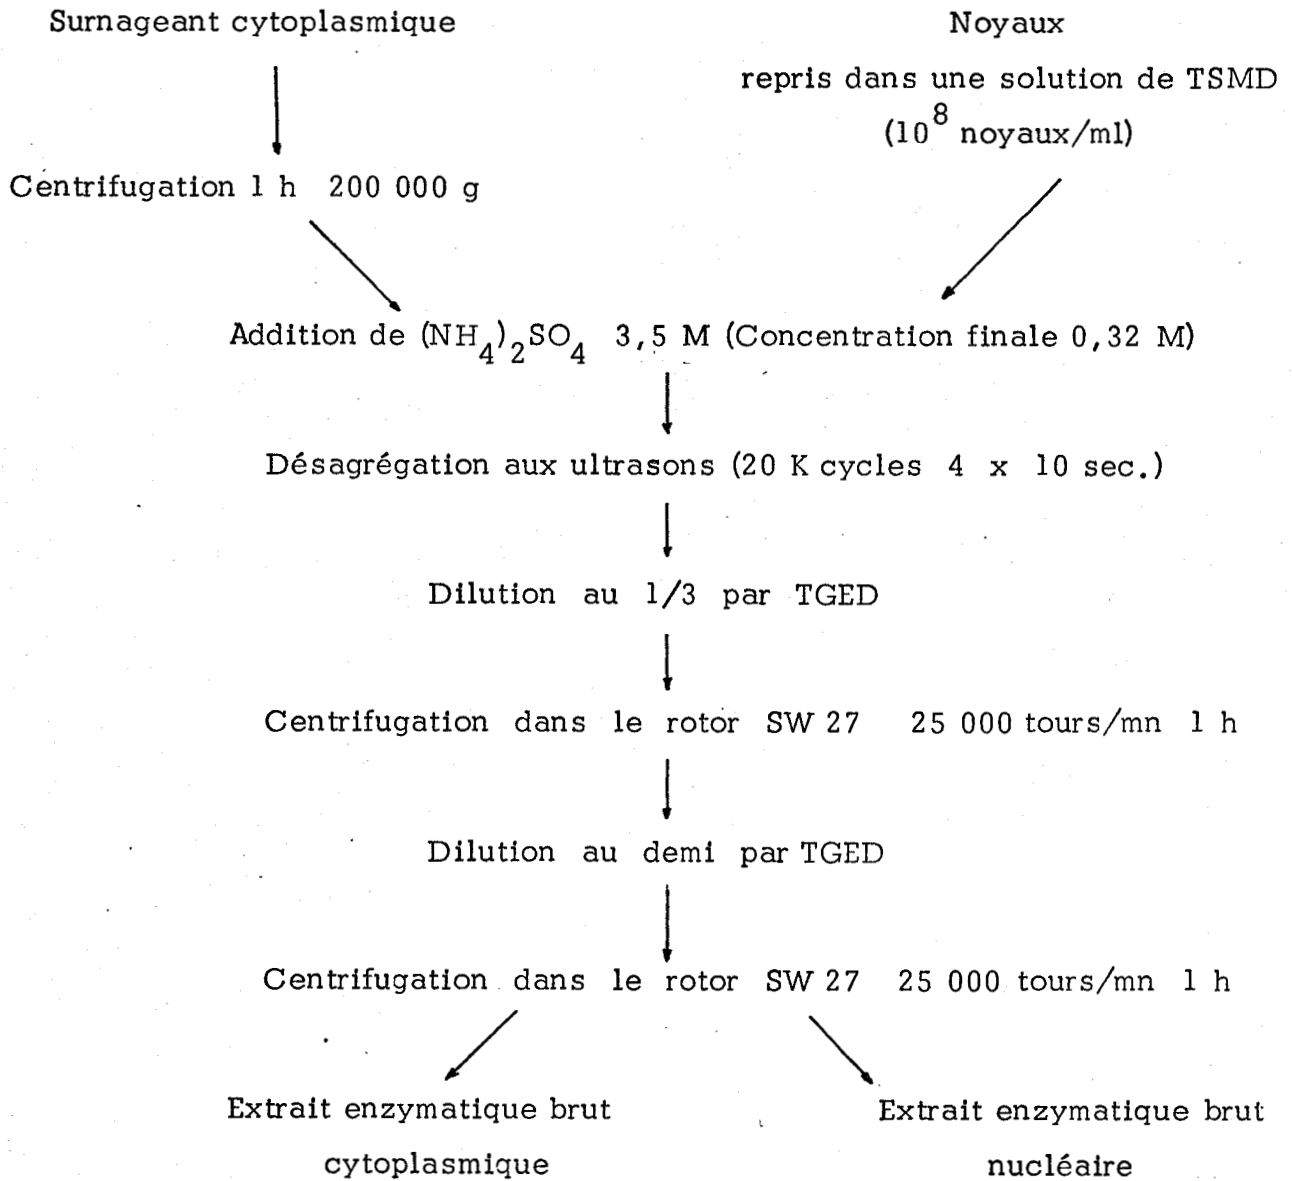 Surnageant cytoplasmique
Noyaux
repris dans une solution de TSMD
(10⁸ noyaux/ml)
Centrifugation 1 h 200 000 g
Addition de (NH₄)₂SO₄ 3,5 M (Concentration finale 0,32 M)
Désagrégation aux ultrasons (20 K cycles 4 x 10 sec.)
Dilution au 1/3 par TGED
Centrifugation dans le rotor SW 27 25 000 tours/mn 1 h
Dilution au demi par TGED
Centrifugation dans le rotor SW 27 25 000 tours/mn 1 h
Extrait enzymatique brut
cytoplasmique
Extrait enzymatique brut
nucléaire